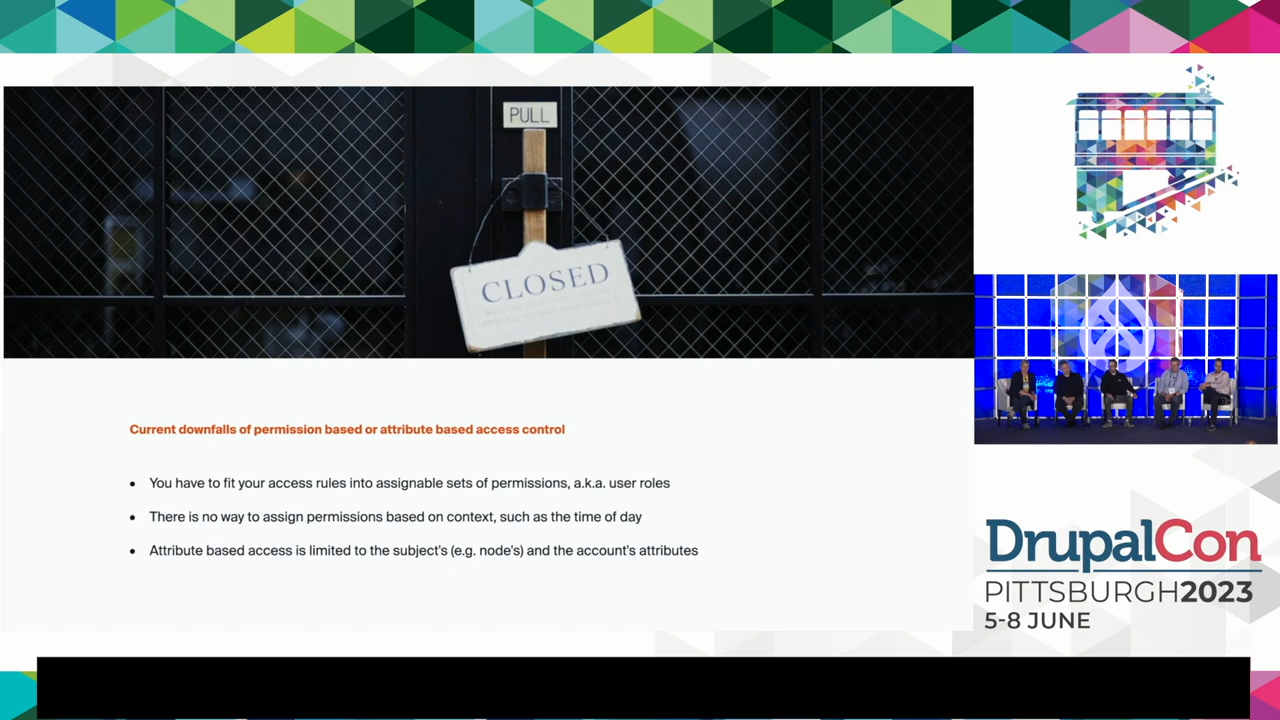 PULL
CLOSED
Current downfalls of permission based or attribute based access control
• You have to fit your access rules into assignable sets of permissions, a.k.a. user roles
• There is no way to assign permissions based on context, such as the time of day
• Attribute based access is limited to the subject's (e.g. node's) and the account's attributes
DrupalCon
PITTSBURGH2023
5-8 JUNE